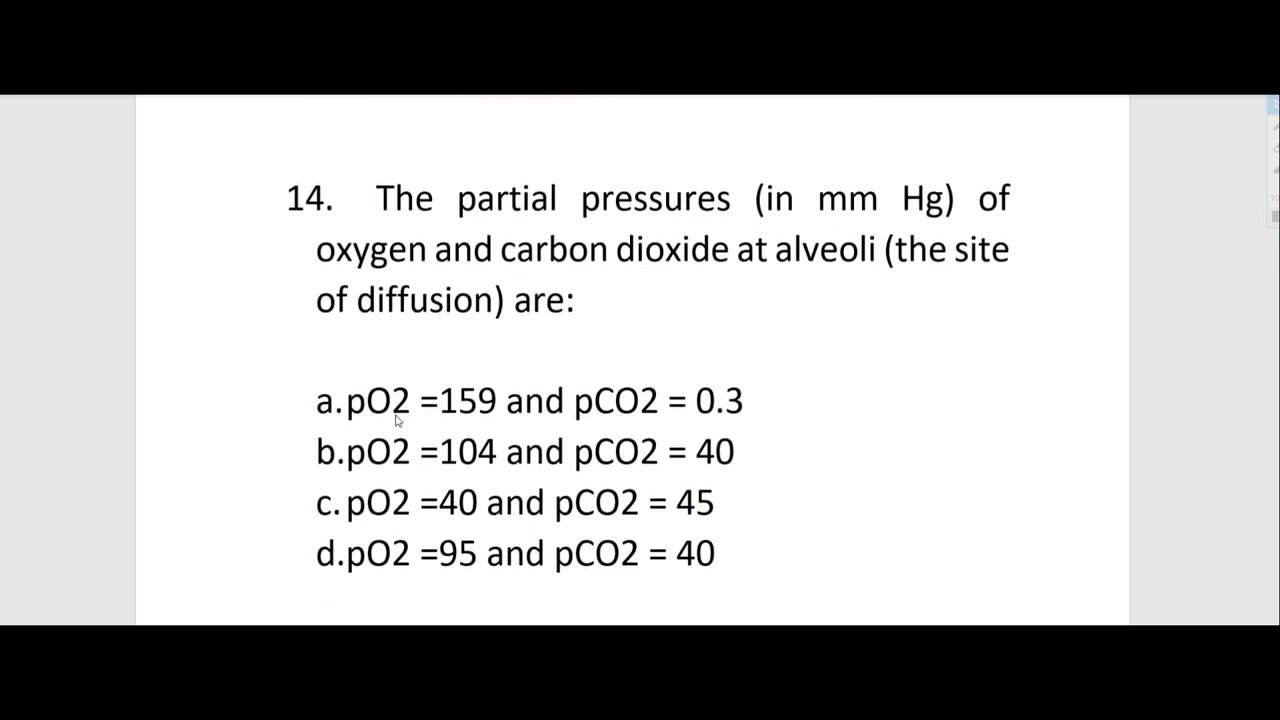 14. The partial pressures (in mm Hg) of
oxygen and carbon dioxide at alveoli (the site
of diffusion) are:
a.pO2 =159 and pCO2 = 0.3
b.pO2 =104 and pCO2 = 40
c. pO2 =40 and pCO2 = 45
d.pO2 =95 and pCO2 = 40